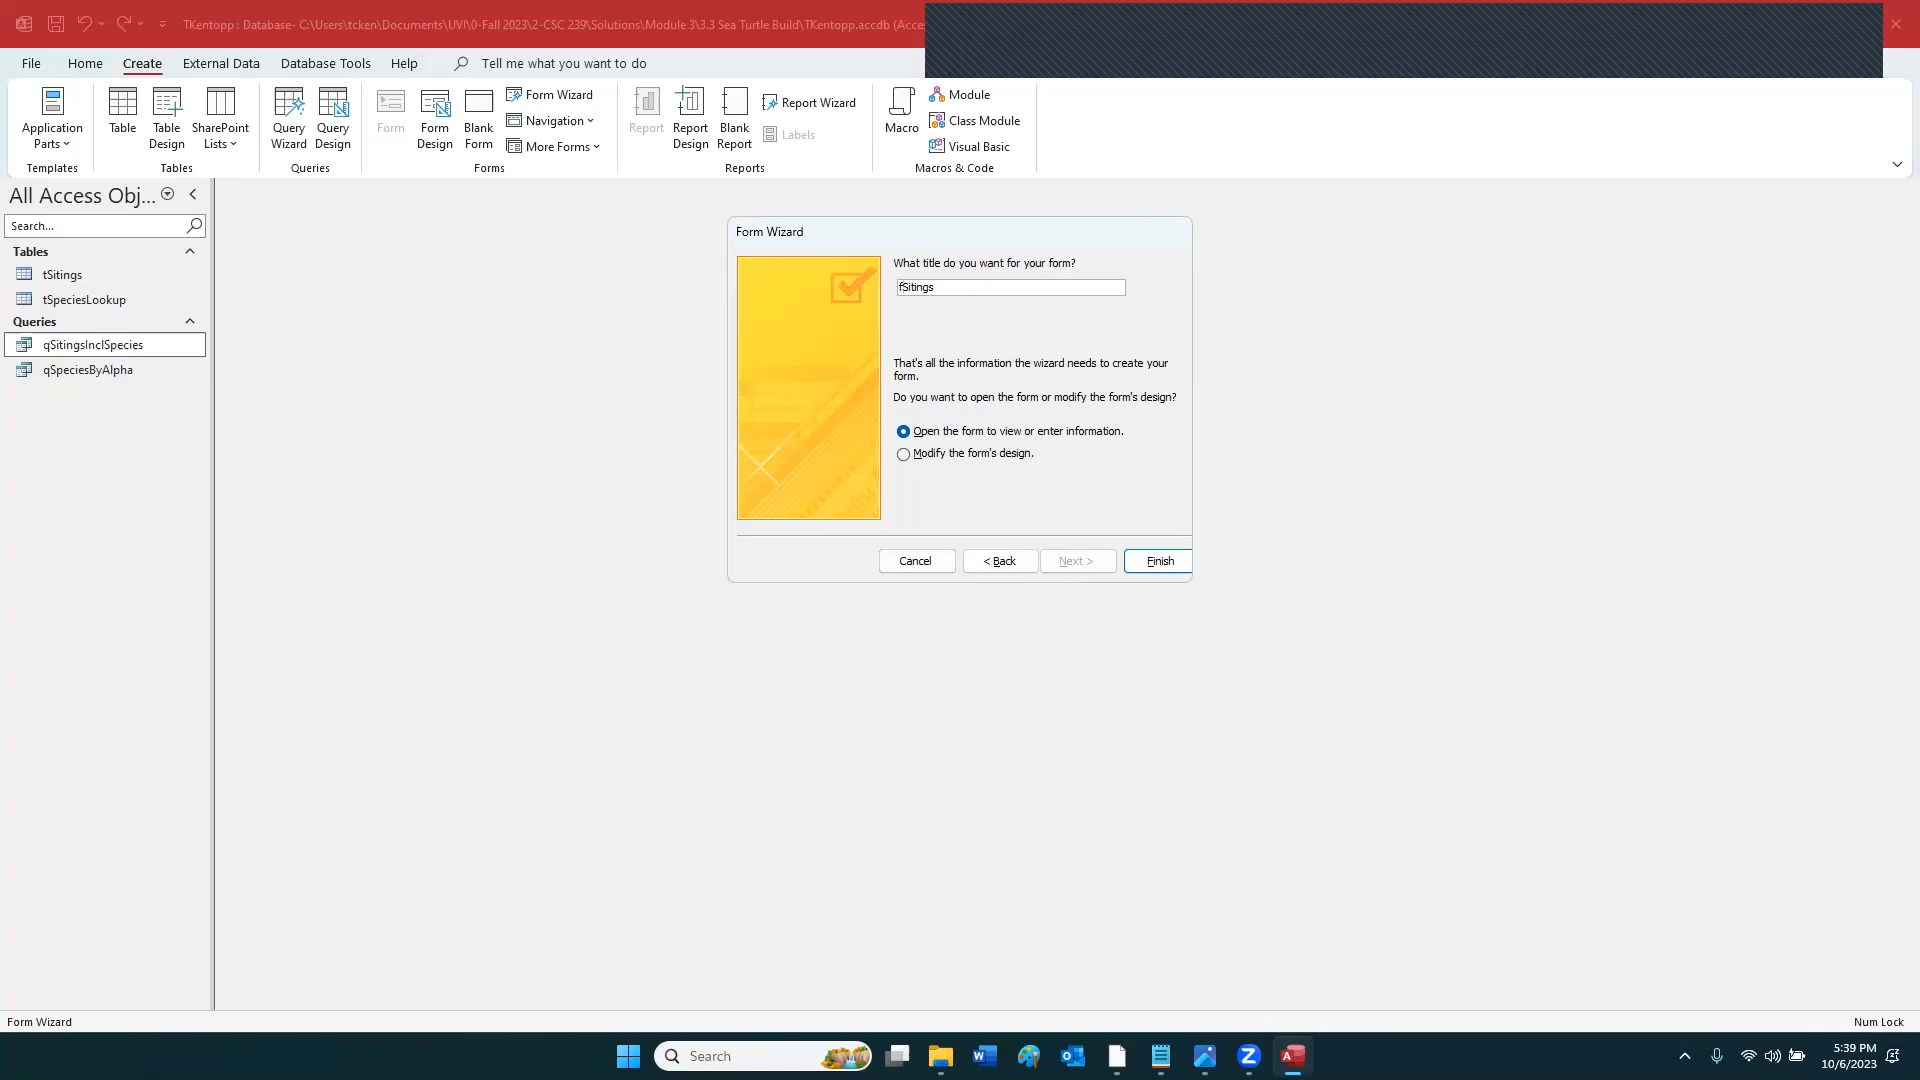 TKentopp : Database- C:\Users\tcken\Documents\UVI\0-Fall 2023\2-CSC 239\Solutions\Module 3\3.3 Sea Turtle Build\TKentopp.accdb (Acces
File Home Create External Data Database Tools Help Tell me what you want to do
Application Parts
Templates
Table
Table Design
SharePoint Lists
Tables
Query Wizard
Query Design
Queries
Form
Form Design
Blank Form
Form Wizard
Navigation
More Forms
Forms
Report
Report Design
Blank Report
Report Wizard
Labels
Reports
Macro
Module
Class Module
Visual Basic
Macros & Code
All Access Obj...
Search...
Tables
tSitings
tSpeciesLookup
Queries
qSitingsInclSpecies
qSpeciesByAlpha
Form Wizard
What title do you want for your form?
fSitings
That's all the information the wizard needs to create your
form.
Do you want to open the form or modify the form's design?
Open the form to view or enter information.
Modify the form's design.
Cancel < Back Next > Finish
Form Wizard
Num Lock
Search
5:39 PM
10/6/2023